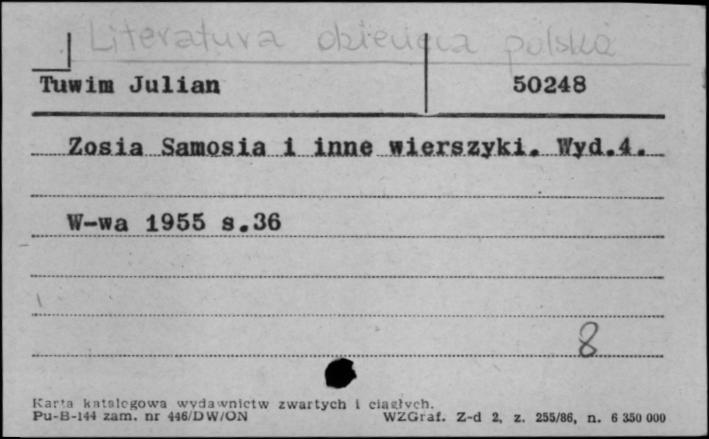 Literatura dziecięca polska
Tuwim Julian 50248
Zosia Samosia i inne wierszyki. Wyd.4.
W-wa 1955 s.36
8
Karta katalogowa wydawnictw zwartych i ciągłych.
Pu-B-144 zam. nr 446/DW/ON WZGraf. Z-d 2, z. 255/86, n. 6 350 000